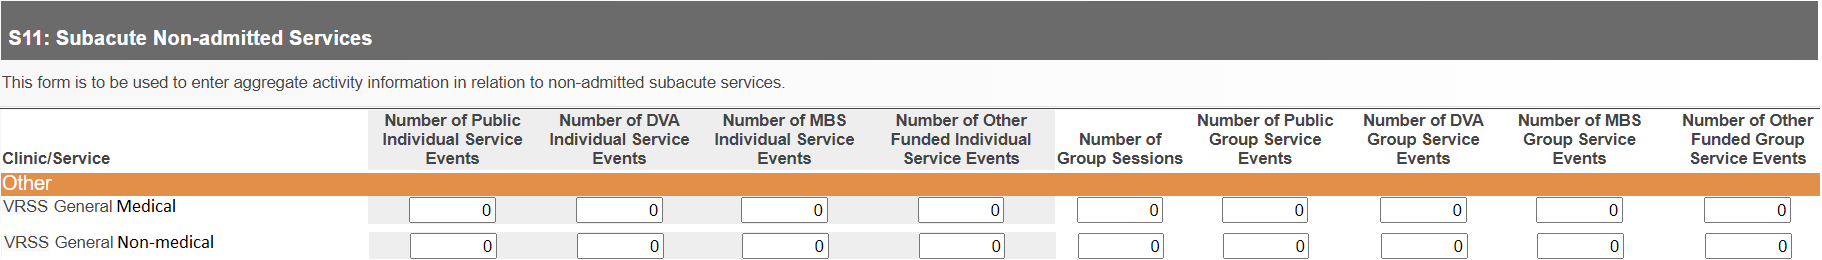 S11: Subacute Non-admitted Services
This form is to be used to enter aggregate activity information in relation to non-admitted subacute services.
Clinic/Service
Number of Public
Individual Service
Events
Number of DVA
Individual Service
Events
Number of MBS
Individual Service
Events
Number of Other
Funded Individual
Service Events
Number of
Group Sessions
Number of Public
Group Service
Events
Number of DVA
Group Service
Events
Number of MBS
Group Service
Events
Number of Other
Funded Group
Service Events
Other
VRSS General Medical 0 0 0 0 0 0 0 0 0
VRSS General Non-medical 0 0 0 0 0 0 0 0 0